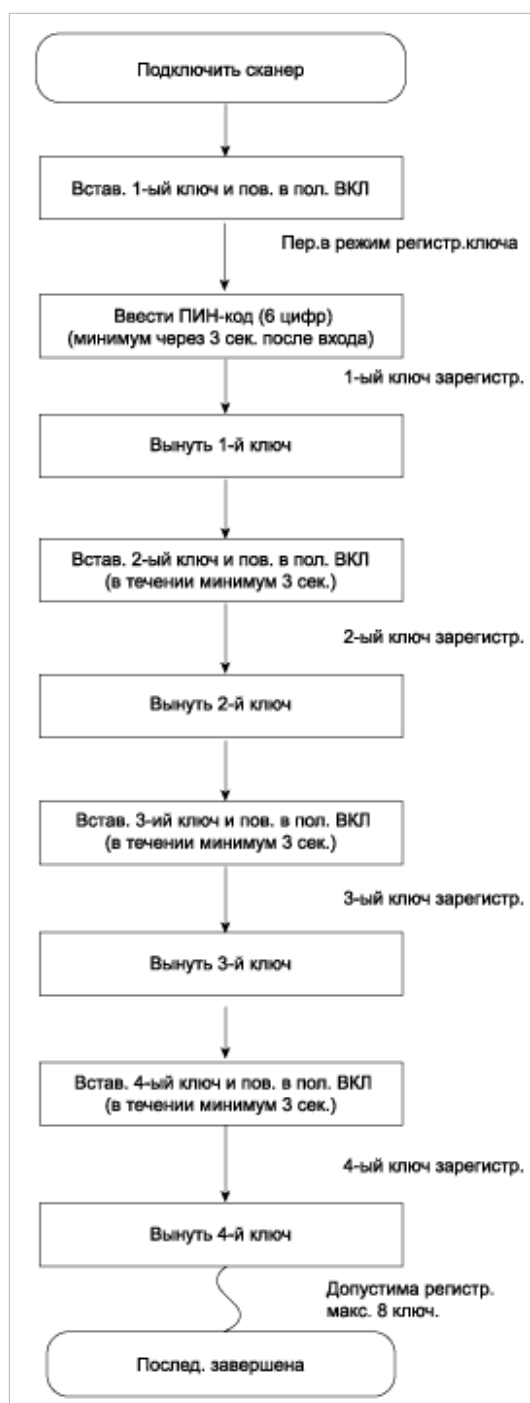 Подключить сканер
Встав. 1-ый ключ и пов. в пол. ВКЛ
Пер.в режим регистр.ключа
Ввести ПИН-код (6 цифр)
(минимум через 3 сек. после входа)
1-ый ключ зарегистр.
Вынуть 1-й ключ
Встав. 2-ый ключ и пов. в пол. ВКЛ
(в течении минимум 3 сек.)
2-ый ключ зарегистр.
Вынуть 2-й ключ
Встав. 3-ий ключ и пов. в пол. ВКЛ
(в течении минимум 3 сек.)
3-ый ключ зарегистр.
Вынуть 3-й ключ
Встав. 4-ый ключ и пов. в пол. ВКЛ
(в течении минимум 3 сек.)
4-ый ключ зарегистр.
Вынуть 4-й ключ
Допустима регистр.
макс. 8 ключ.
Послед. завершена